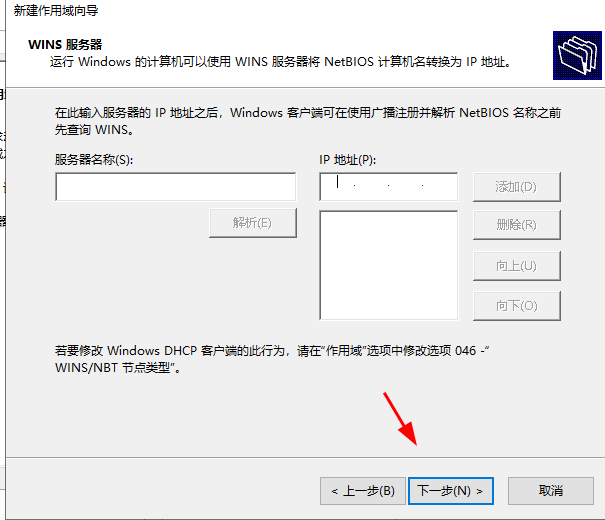 新建作用域向导
WINS 服务器
运行 Windows 的计算机可以使用 WINS 服务器将 NetBIOS 计算机名转换为 IP 地址。
在此输入服务器的 IP 地址之后，Windows 客户端可在使用广播注册并解析 NetBIOS 名称之前
先查询 WINS。
服务器名称(S):
IP 地址(P):
添加(D)
解析(E)
删除(R)
向上(U)
向下(O)
若要修改 Windows DHCP 客户端的此行为，请在“作用域”选项中修改选项 046 -“
WINS/NBT 节点类型”。
< 上一步(B)
下一步(N) >
取消